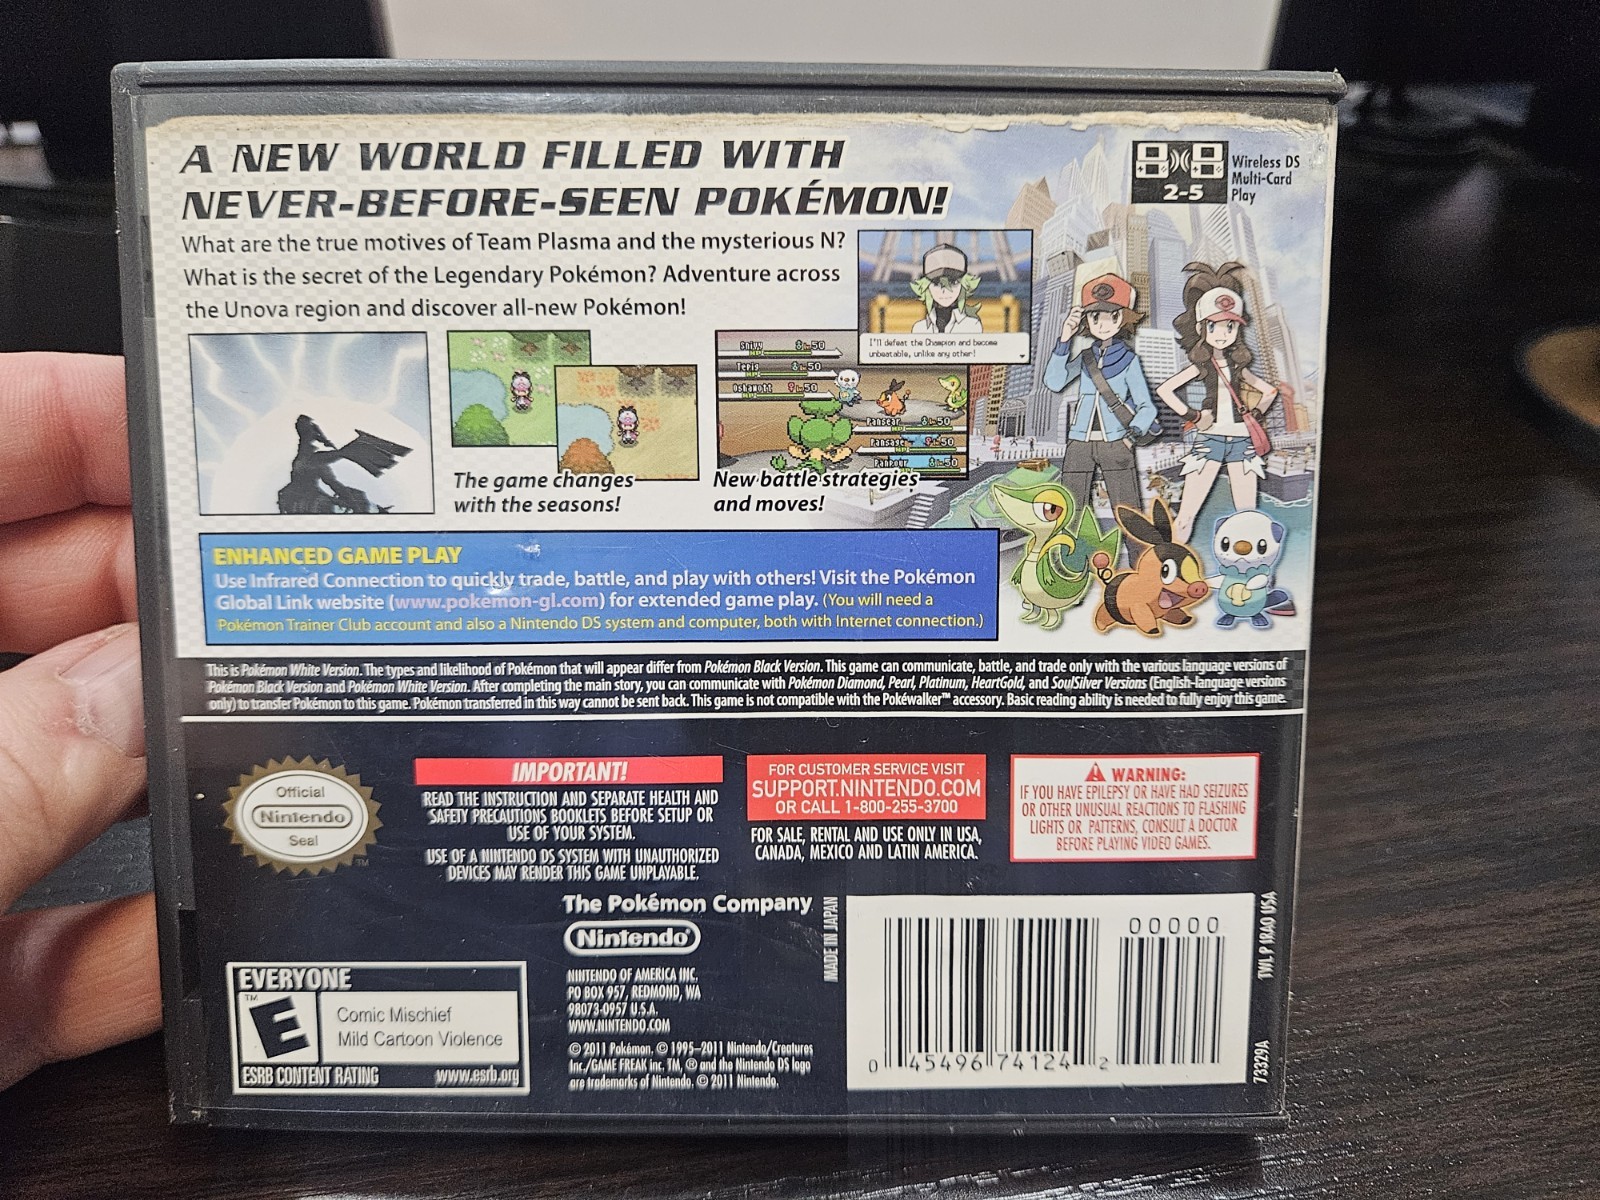 A NEW WORLD FILLED WITH
NEVER-BEFORE-SEEN POKÉMON!
What are the true motives of Team Plasma and the mysterious N?
What is the secret of the Legendary Pokémon? Adventure across
the Unova region and discover all-new Pokémon!
2-5
Wireless DS
Multi-Card
Play
I'll defeat the Champion and become
unbeatable, unlike any other!
Snivy 50
Tepig 50
Oshawott 50
Pansear 50
Pansage 50
Panpour 50
The game changes
with the seasons!
New battle strategies
and moves!
ENHANCED GAME PLAY
Use Infrared Connection to quickly trade, battle, and play with others! Visit the Pokémon
Global Link website (www.pokemon-gl.com) for extended game play. (You will need a
Pokémon Trainer Club account and also a Nintendo DS system and computer, both with Internet connection.)
This is Pokémon White Version. The types and likelihood of Pokémon that will appear differ from Pokémon Black Version. This game can communicate, battle, and trade only with the various language versions of
Pokémon Black Version and Pokémon White Version. After completing the main story, you can communicate with Pokémon Diamond, Pearl, Platinum, HeartGold, and SoulSilver Versions (English-language versions
only) to transfer Pokémon to this game. Pokémon transferred in this way cannot be sent back. This game is not compatible with the Pokéwalker™ accessory. Basic reading ability is needed to fully enjoy this game.
Official
Nintendo
Seal
TM
IMPORTANT!
READ THE INSTRUCTION AND SEPARATE HEALTH AND
SAFETY PRECAUTIONS BOOKLETS BEFORE SETUP OR
USE OF YOUR SYSTEM.
USE OF A NINTENDO DS SYSTEM WITH UNAUTHORIZED
DEVICES MAY RENDER THIS GAME UNPLAYABLE.
FOR CUSTOMER SERVICE VISIT
SUPPORT.NINTENDO.COM
OR CALL 1-800-255-3700
FOR SALE, RENTAL AND USE ONLY IN USA,
CANADA, MEXICO AND LATIN AMERICA.
WARNING:
IF YOU HAVE EPILEPSY OR HAVE HAD SEIZURES
OR OTHER UNUSUAL REACTIONS TO FLASHING
LIGHTS OR PATTERNS, CONSULT A DOCTOR
BEFORE PLAYING VIDEO GAMES.
The Pokémon Company
Nintendo®
NINTENDO OF AMERICA INC.
PO BOX 957, REDMOND, WA
98073-0957 U.S.A.
WWW.NINTENDO.COM
© 2011 Pokémon. © 1995–2011 Nintendo/Creatures
Inc./GAME FREAK inc. TM, ® and the Nintendo DS logo
are trademarks of Nintendo. © 2011 Nintendo.
EVERYONE
TM
E
Comic Mischief
Mild Cartoon Violence
ESRB CONTENT RATING www.esrb.org
MADE IN JAPAN
00000
0 45496 74124 2
TWL P IRAO USA
73329A